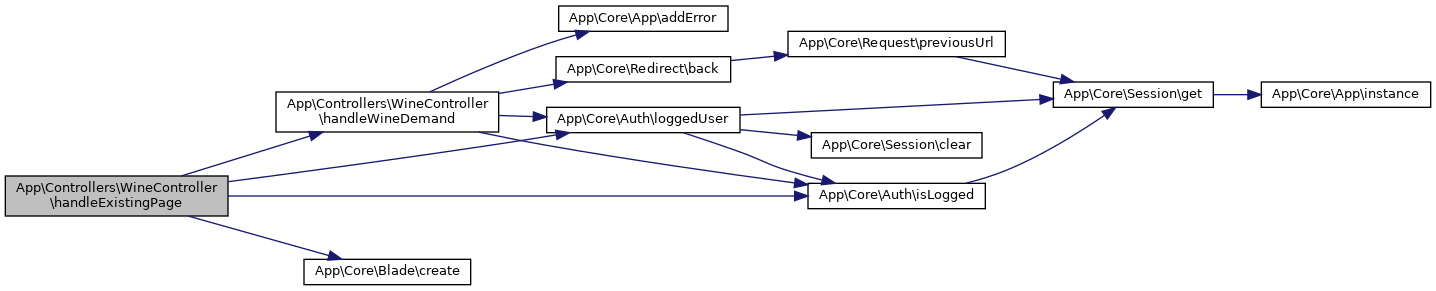 App\Core\App\addError
App\Core\Request\previousUrl
App\Core\Redirect\back
App\Controllers\WineController
\handleWineDemand
App\Core\Session\get
App\Core\App\instance
App\Core\Auth\loggedUser
App\Core\Session\clear
App\Controllers\WineController
\handleExistingPage
App\Core\Auth\isLogged
App\Core\Blade\create